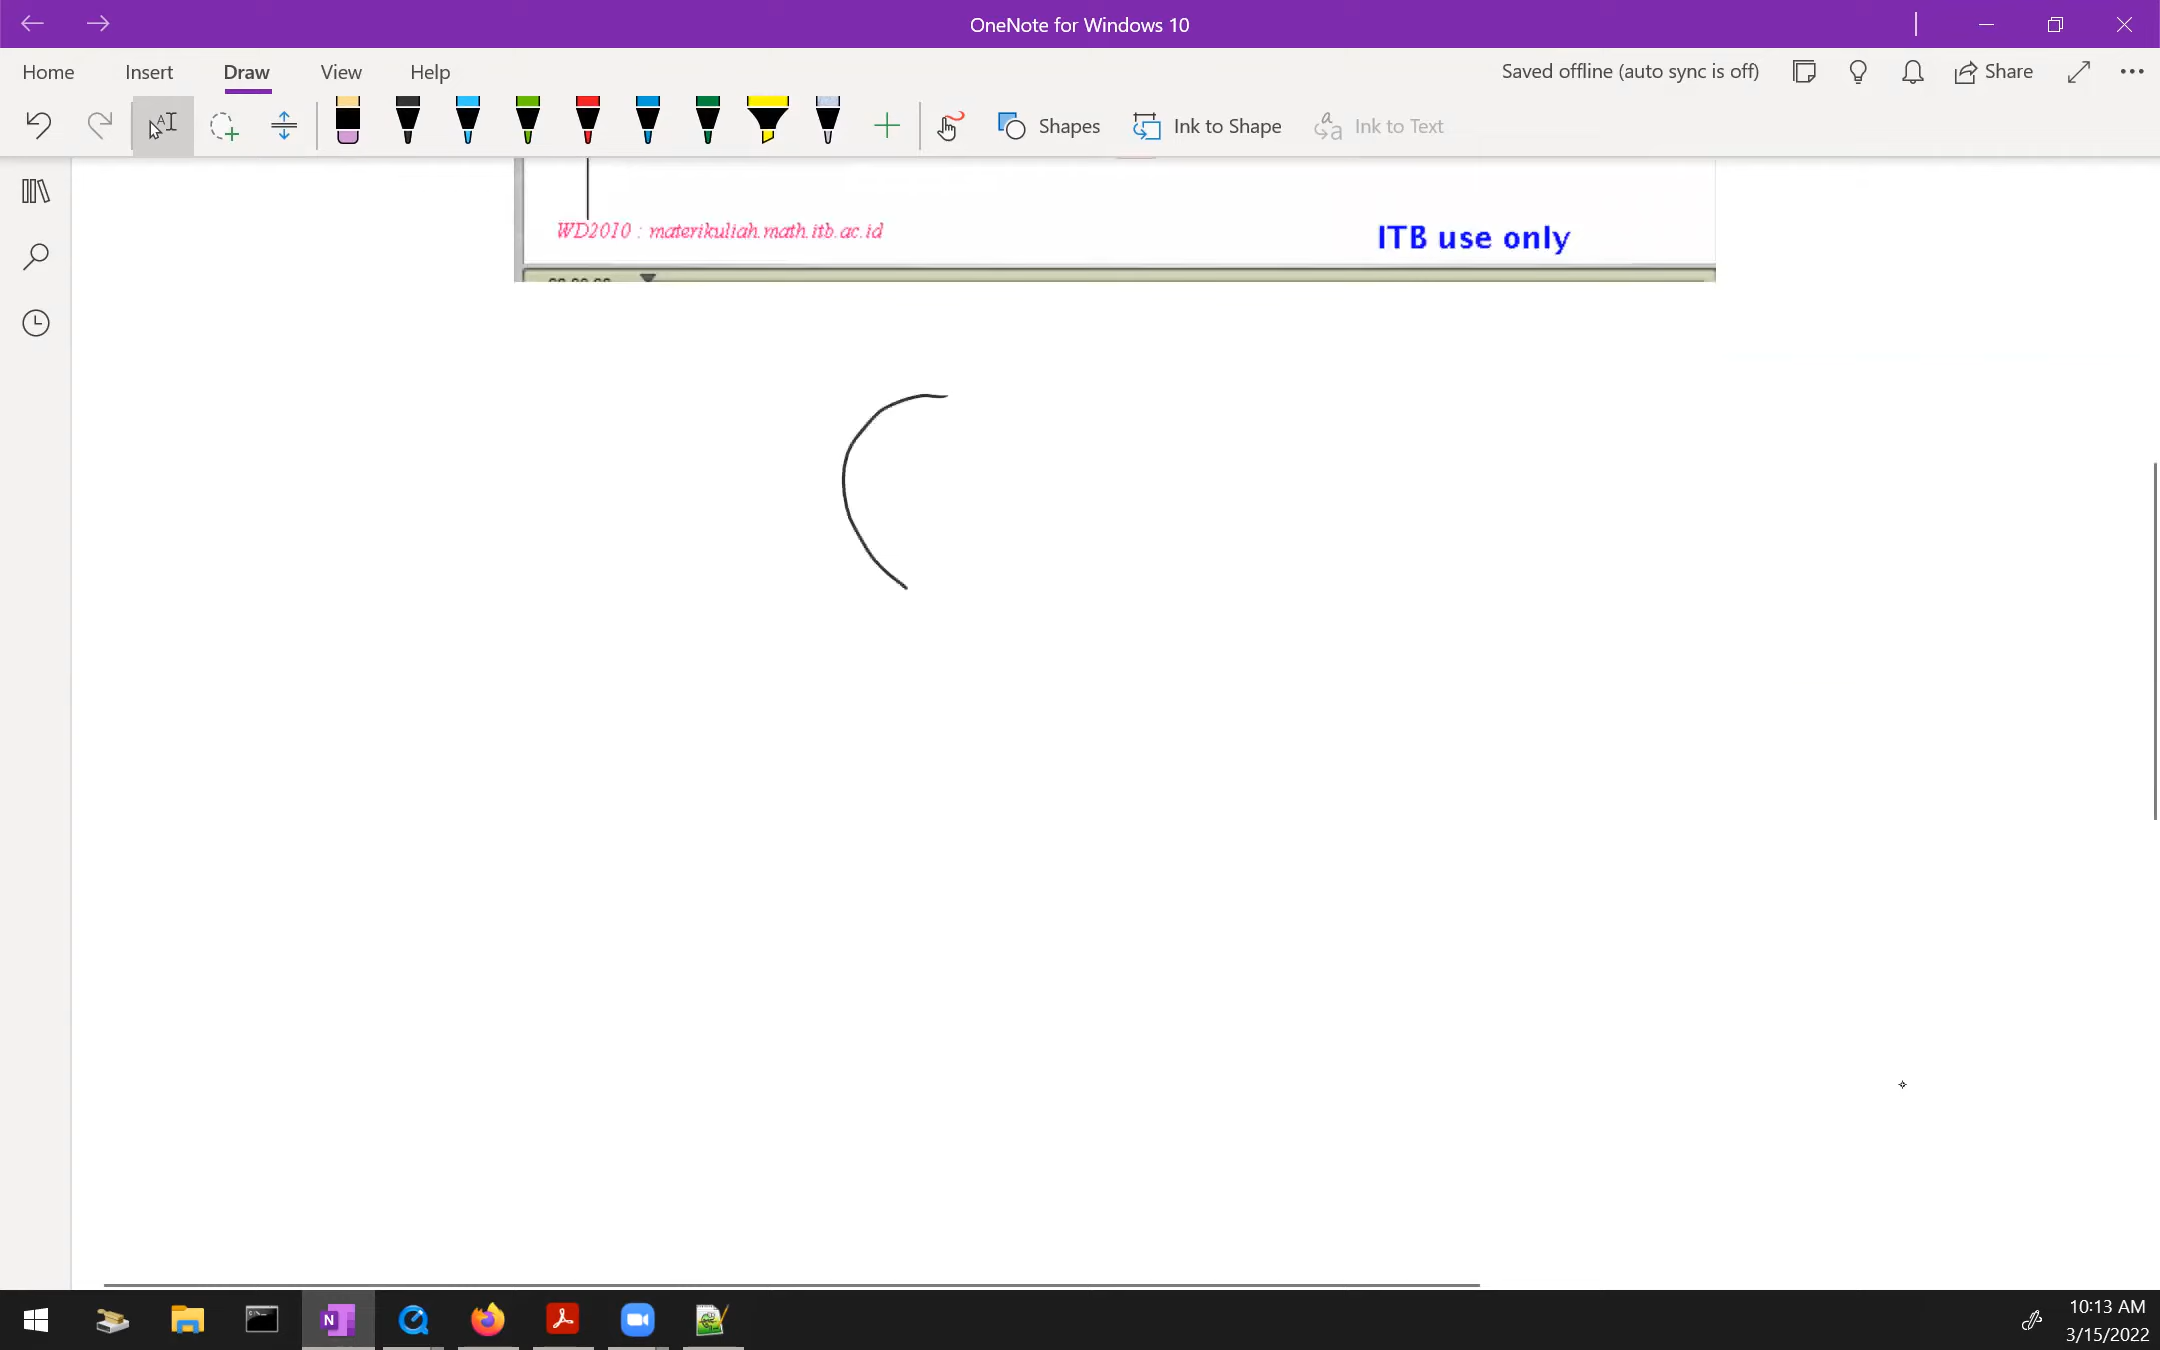 OneNote for Windows 10
Home Insert Draw View Help Saved offline (auto sync is off) Share
Shapes Ink to Shape Ink to Text
WD2010 : materikuliah.math.itb.ac.id
ITB use only
10:13 AM
3/15/2022